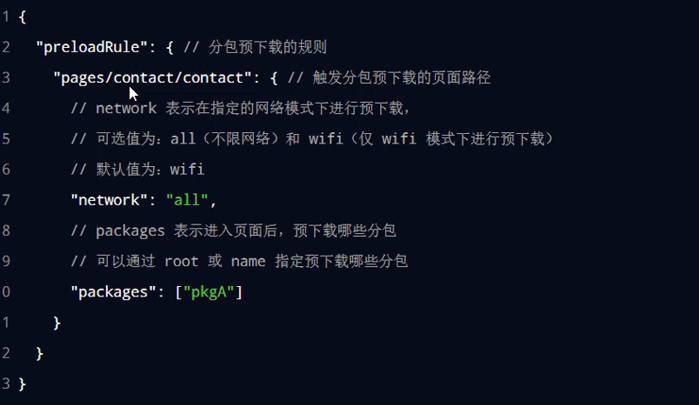 1 {
2 "preloadRule": { // 分包预下载的规则
3 "pages/contact/contact": { // 触发分包预下载的页面路径
4 // network 表示在指定的网络模式下进行预下载，
5 // 可选值为：all（不限网络）和 wifi（仅 wifi 模式下进行预下载）
6 // 默认值为：wifi
7 "network": "all",
8 // packages 表示进入页面后，预下载哪些分包
9 // 可以通过 root 或 name 指定预下载哪些分包
0 "packages": ["pkgA"]
1 }
2 }
3 }